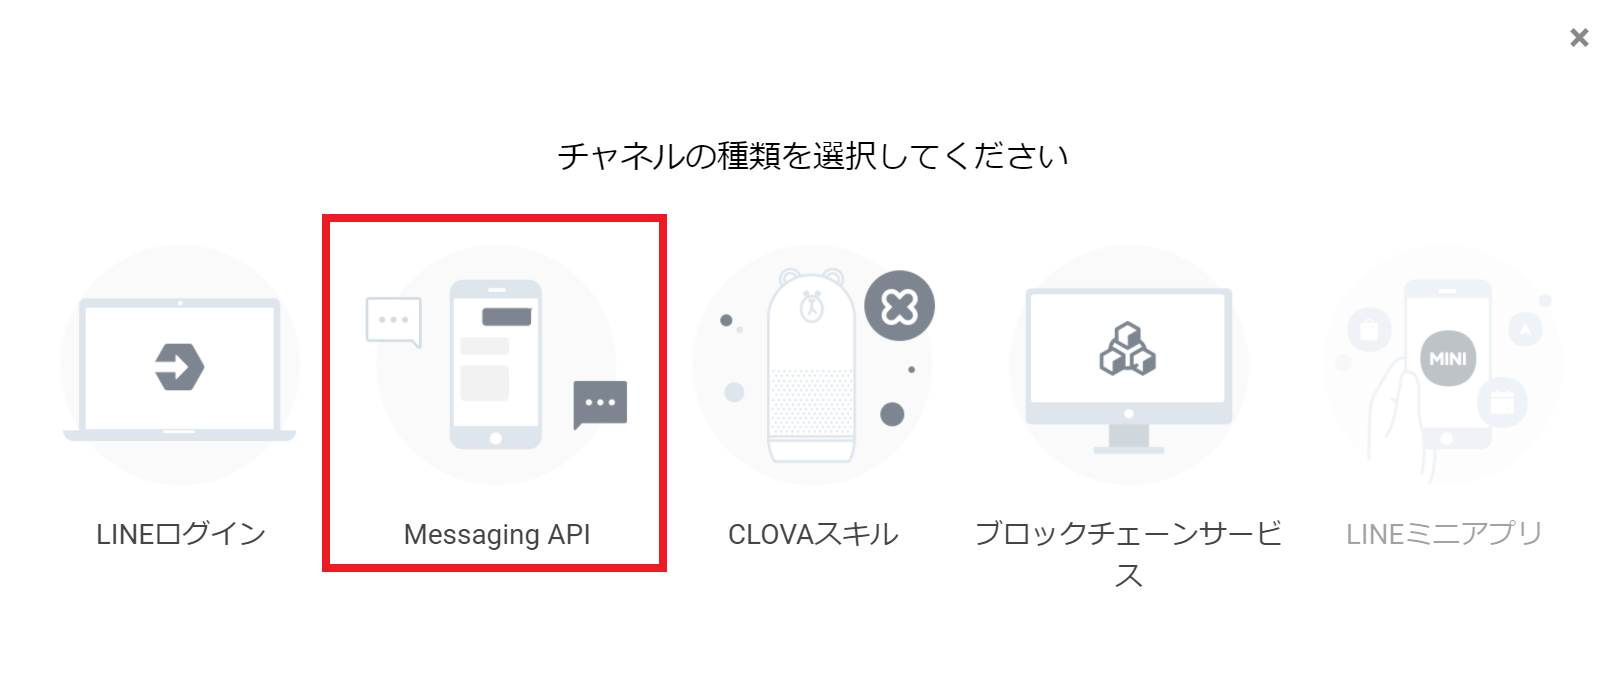 チャネルの種類を選択してください
MINI
LINEログイン
Messaging API
CLOVAスキル
ブロックチェーンサービ
ス
LINEミニアプリ